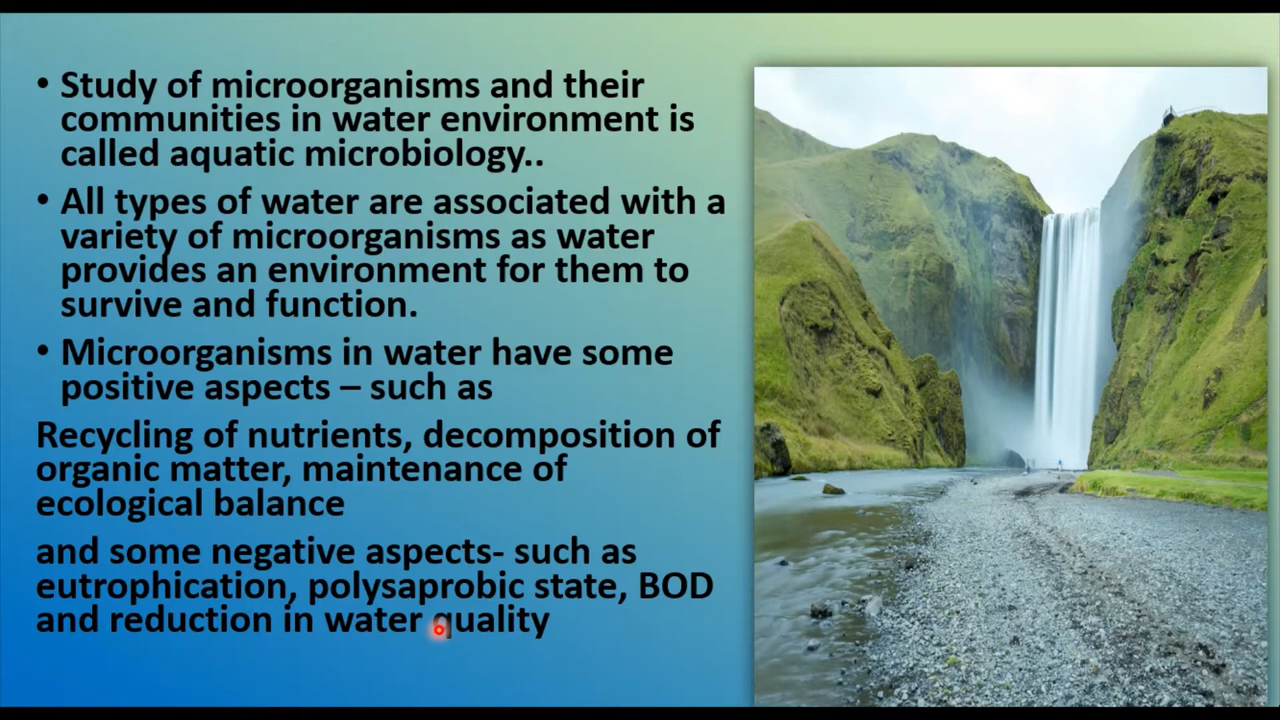 • Study of microorganisms and their
communities in water environment is
called aquatic microbiology..
• All types of water are associated with a
variety of microorganisms as water
provides an environment for them to
survive and function.
• Microorganisms in water have some
positive aspects – such as
Recycling of nutrients, decomposition of
organic matter, maintenance of
ecological balance
and some negative aspects- such as
eutrophication, polysaprobic state, BOD
and reduction in water quality